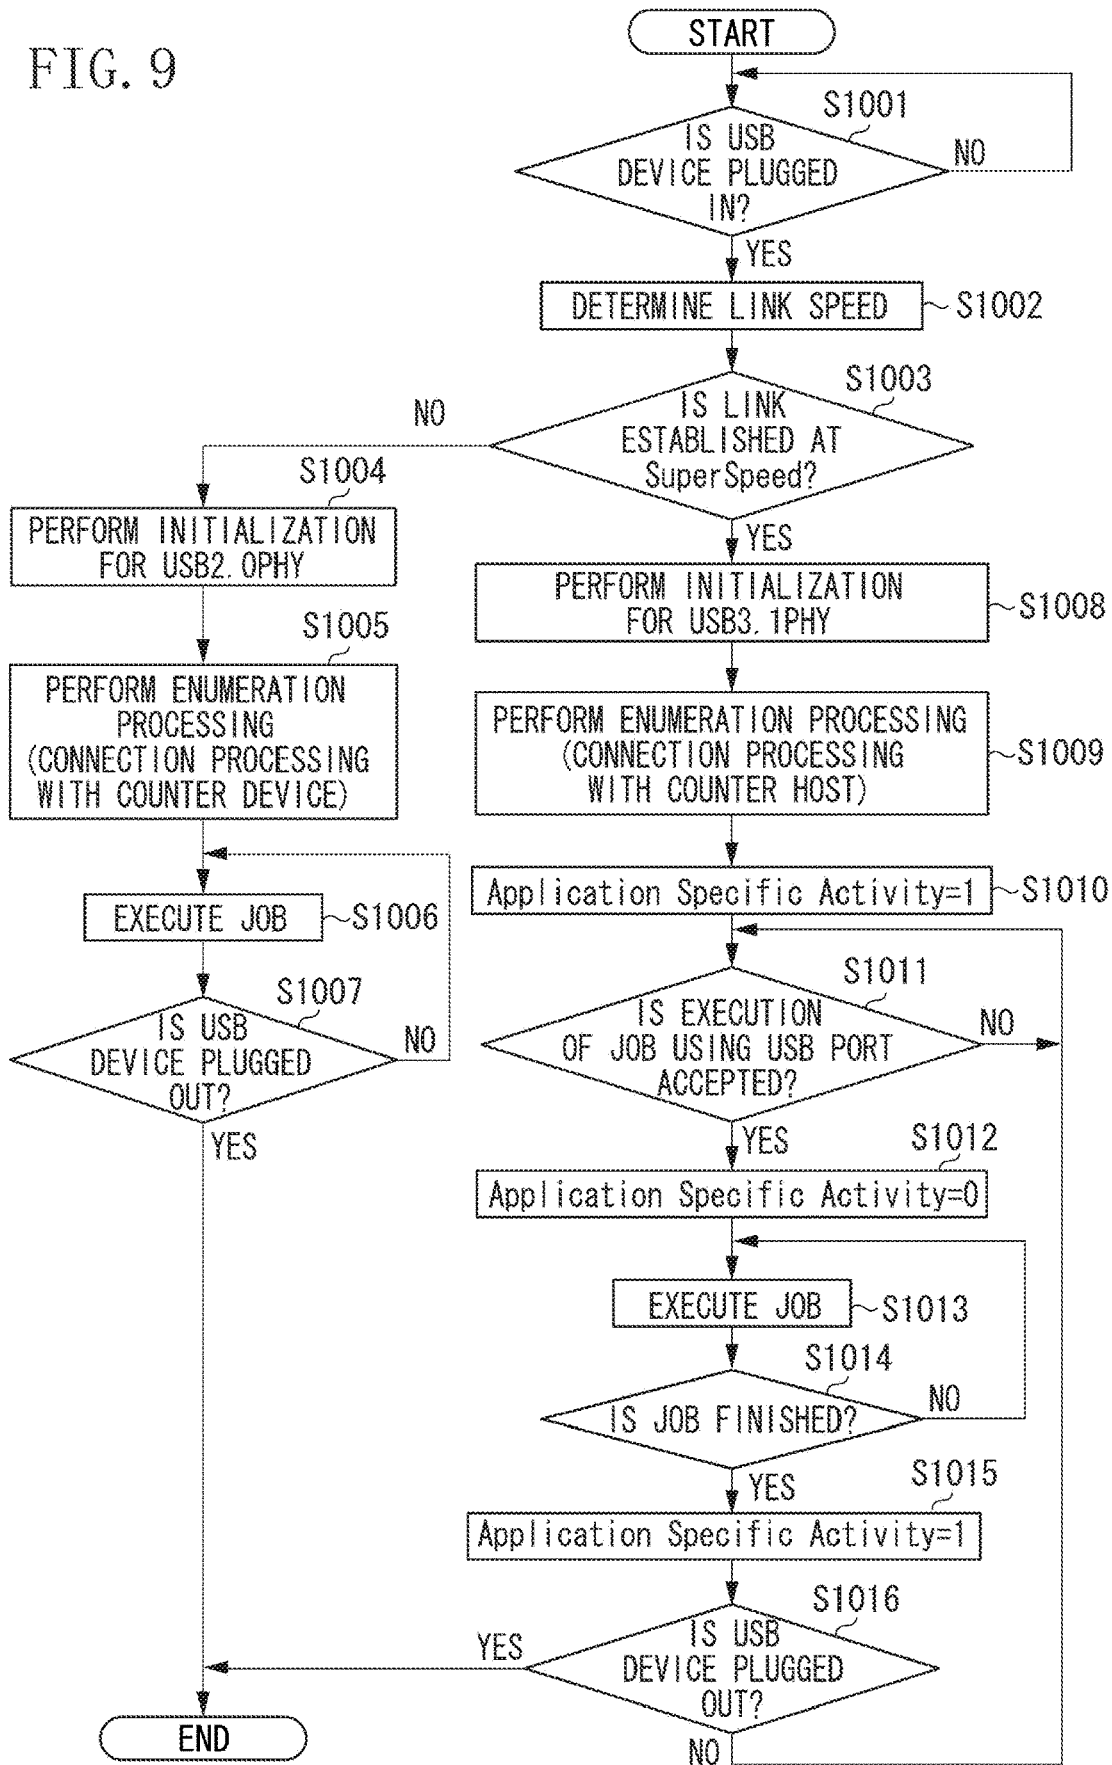 FIG. 9
START
S1001
IS USB
DEVICE PLUGGED
IN?
NO
YES
DETERMINE LINK SPEED
S1002
S1003
IS LINK
ESTABLISHED AT
SuperSpeed?
NO
YES
S1004
PERFORM INITIALIZATION
FOR USB2.0PHY
S1005
PERFORM ENUMERATION
PROCESSING
(CONNECTION PROCESSING
WITH COUNTER DEVICE)
EXECUTE JOB
S1006
S1007
IS USB
DEVICE PLUGGED
OUT?
NO
YES
PERFORM INITIALIZATION
FOR USB3.1PHY
S1008
PERFORM ENUMERATION PROCESSING
(CONNECTION PROCESSING
WITH COUNTER HOST)
S1009
Application Specific Activity=1
S1010
S1011
IS EXECUTION
OF JOB USING USB PORT
ACCEPTED?
NO
YES
S1012
Application Specific Activity=0
EXECUTE JOB
S1013
S1014
IS JOB FINISHED?
NO
YES
S1015
Application Specific Activity=1
S1016
IS USB
DEVICE PLUGGED
OUT?
YES
NO
END